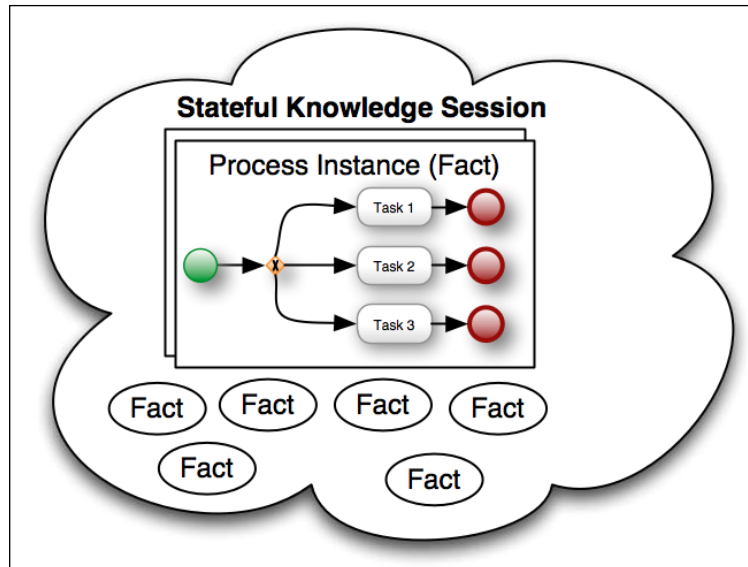 Stateful Knowledge Session
Process Instance (Fact)
Task 1
X
Task 2
Task 3
Fact
Fact
Fact
Fact
Fact
Fact